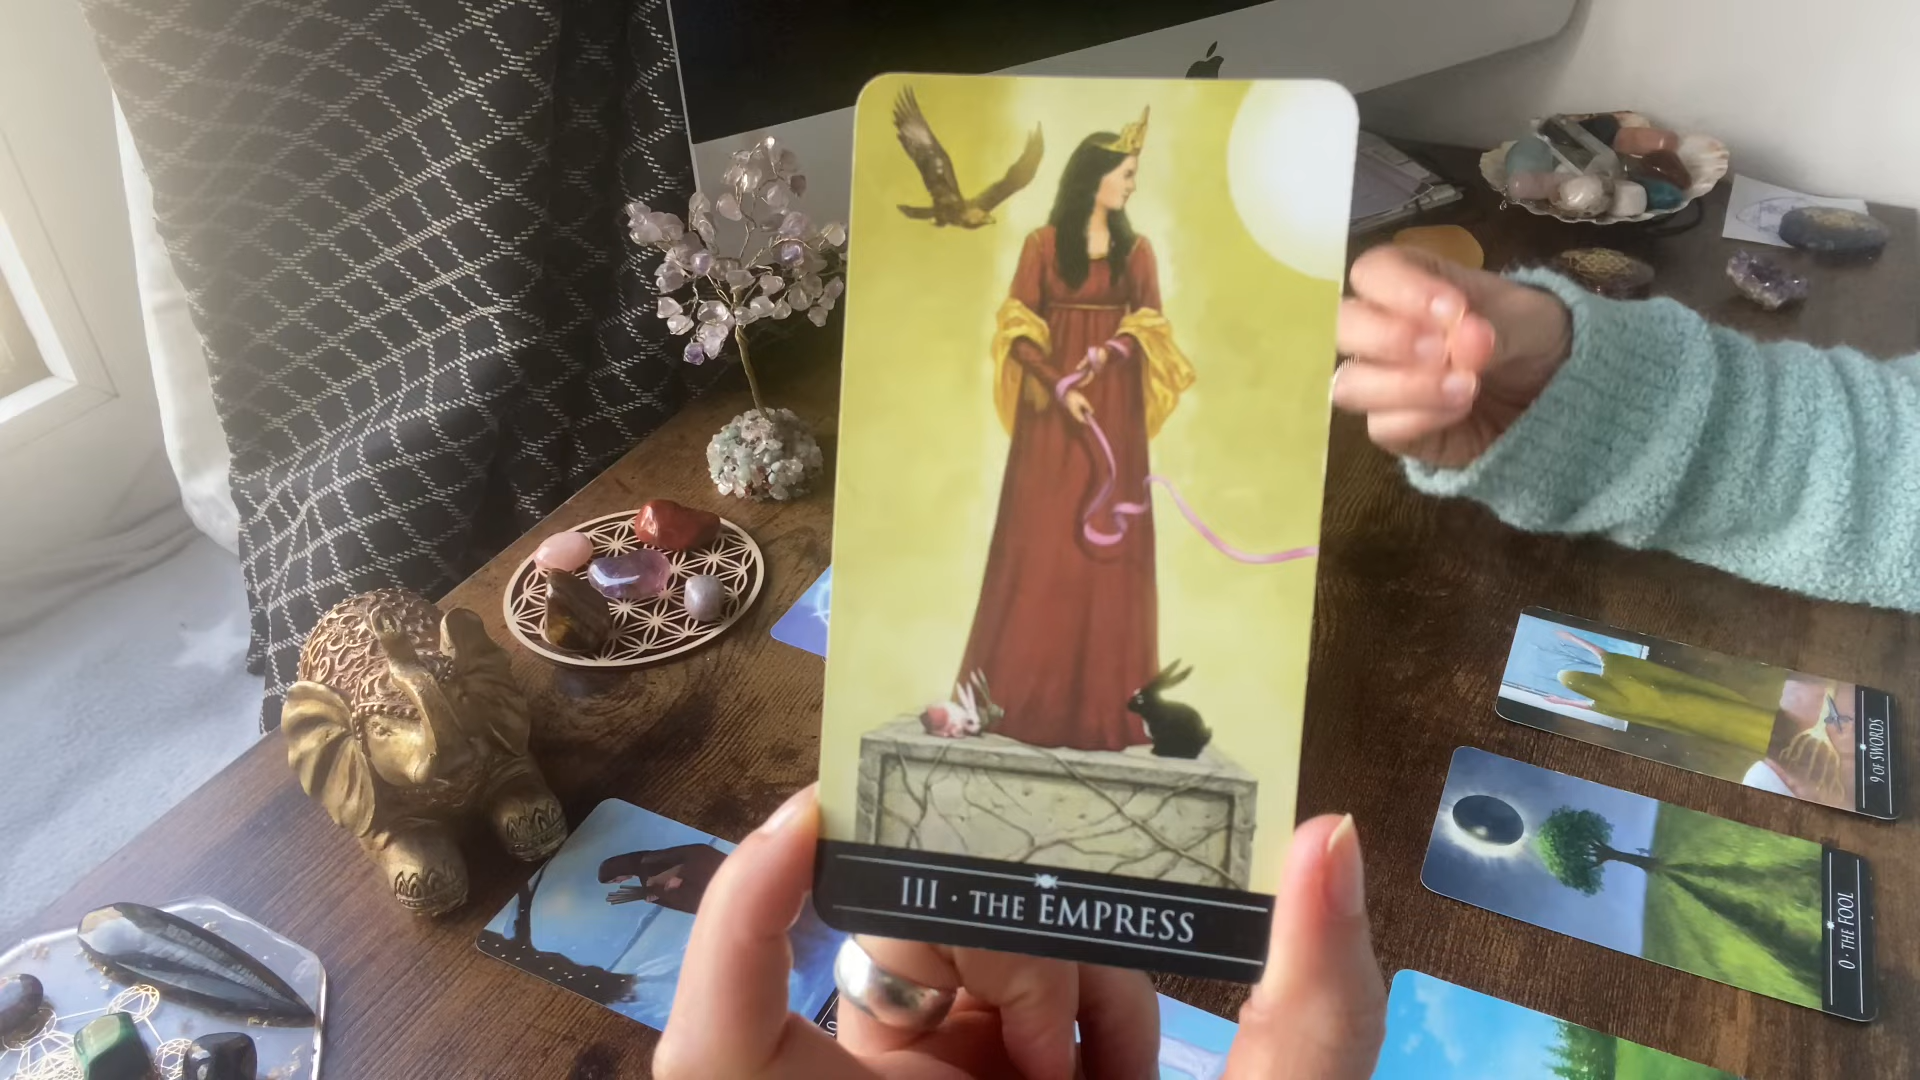 III · THE EMPRESS
9 OF SWORDS
0 · THE FOOL